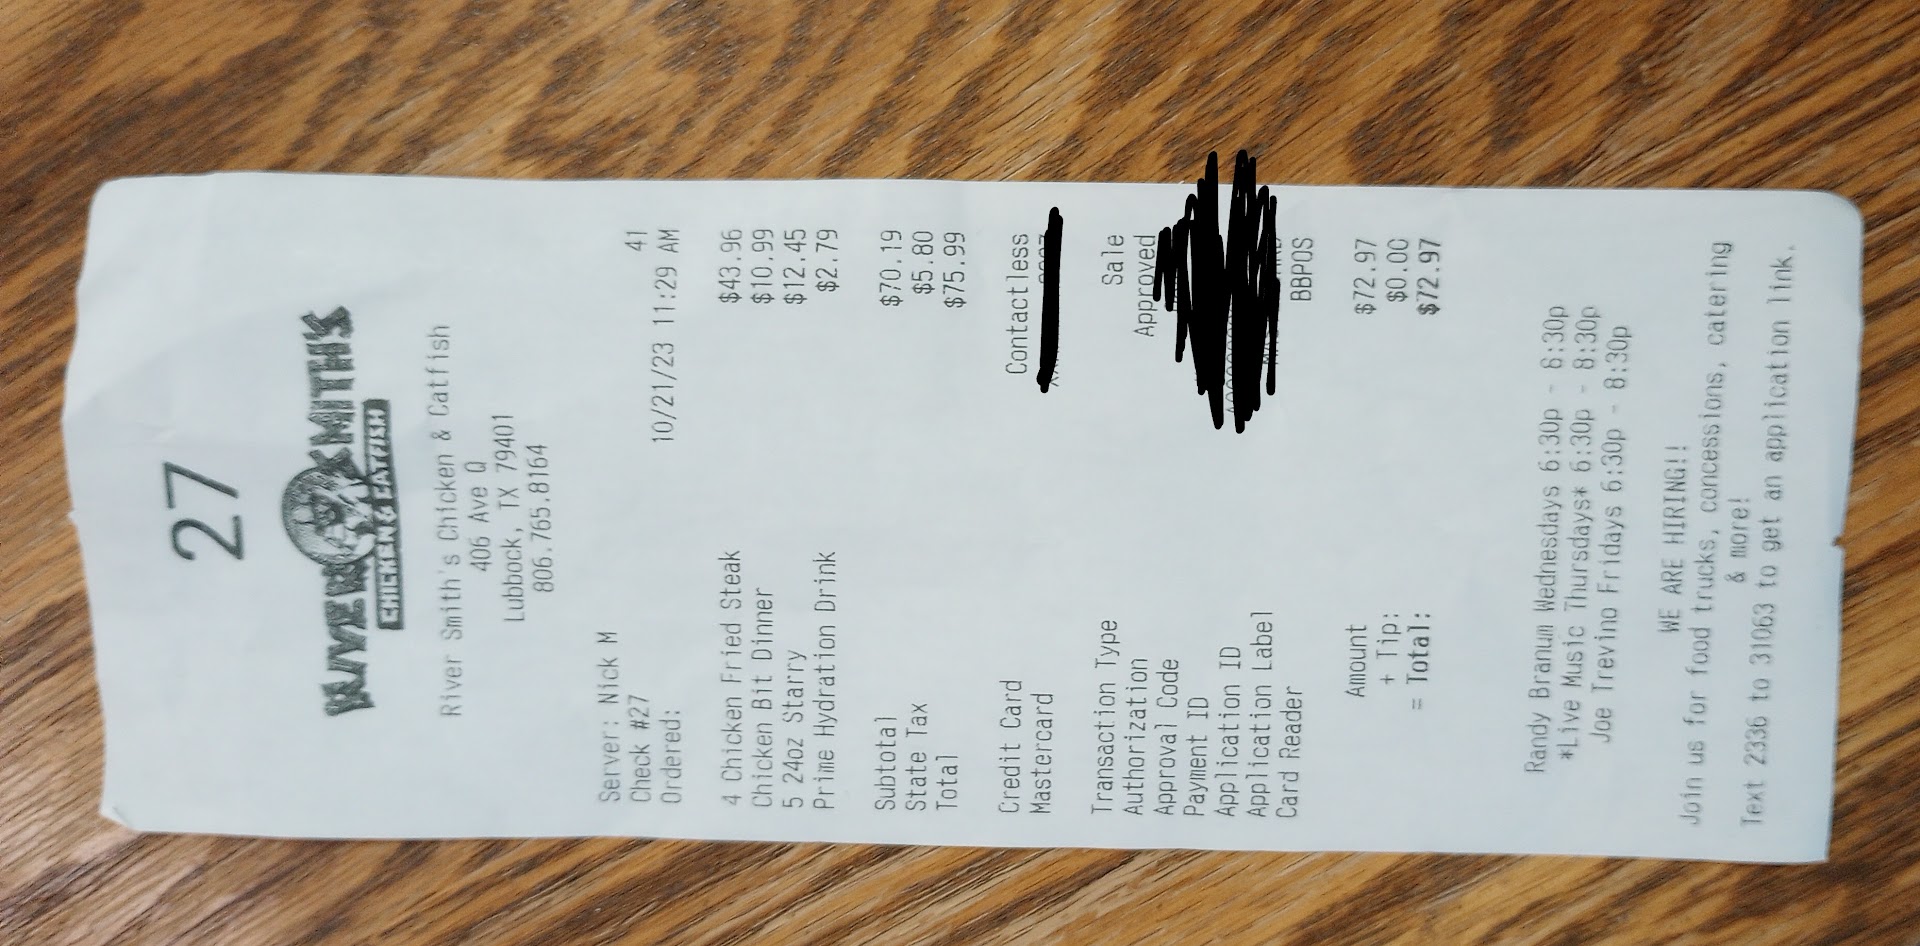 27
RIVER SMITH'S
CHICKEN & CATFISH
River Smith's Chicken & Catfish
406 Ave Q
Lubbock, TX 79401
806.765.8164
Server: Nick M
Check #27 41
Ordered: 10/21/23 11:29 AM
4 Chicken Fried Steak $43.96
Chicken Bit Dinner $10.99
5 24oz Starry $12.45
Prime Hydration Drink $2.79
Subtotal $70.19
State Tax $5.80
Total $75.99
Credit Card Contactless
Mastercard
Transaction Type Sale
Authorization Approved
Approval Code
Payment ID
Application ID
Application Label
Card Reader BBPOS
Amount $72.97
+ Tip: $0.00
= Total: $72.97
Randy Branum Wednesdays 6:30p - 8:30p
*Live Music Thursdays* 6:30p - 8:30p
Joe Trevino Fridays 6:30p - 8:30p
WE ARE HIRING!!
Join us for food trucks, concessions, catering
& more!
Text 2336 to 31063 to get an application link.